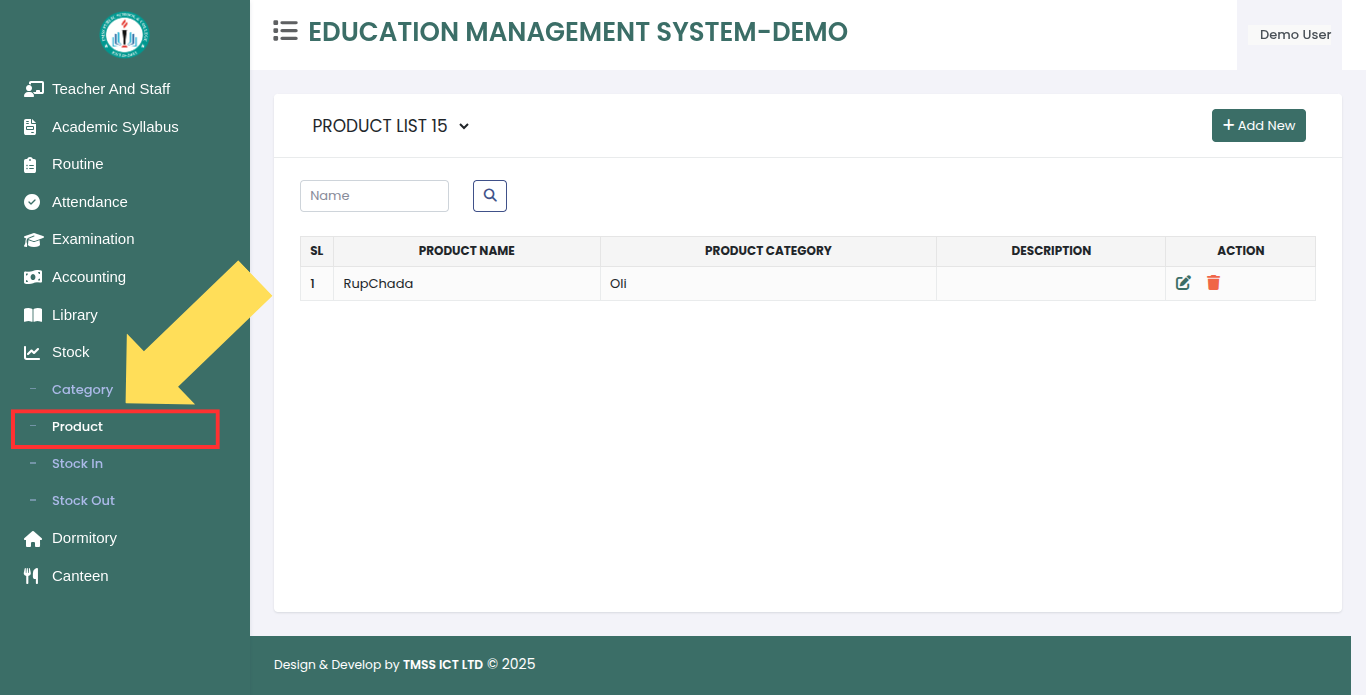 EDUCATION MANAGEMENT SYSTEM-DEMO
Demo User
Teacher And Staff
Academic Syllabus
Routine
Attendance
Examination
Accounting
Library
Stock
- Category
- Product
- Stock In
- Stock Out
Dormitory
Canteen
PRODUCT LIST 15
+ Add New
Name
SL PRODUCT NAME PRODUCT CATEGORY DESCRIPTION ACTION
1 RupChada Oli
Design & Develop by TMSS ICT LTD © 2025